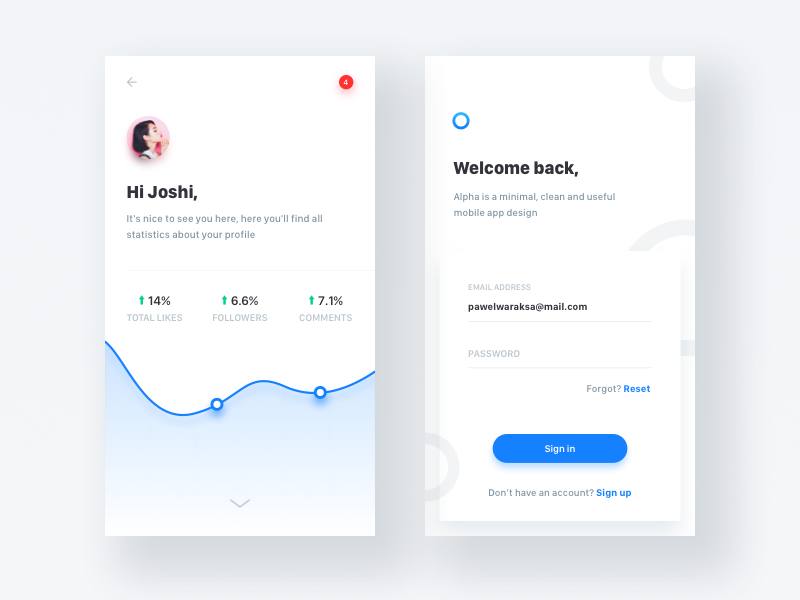 4
Hi Joshi,
It's nice to see you here, here you'll find all
statistics about your profile
14%
6.6%
7.1%
TOTAL LIKES
FOLLOWERS
COMMENTS
Welcome back,
Alpha is a minimal, clean and useful
mobile app design
EMAIL ADDRESS
pawelwaraksa@mail.com
PASSWORD
Forgot? Reset
Sign in
Don't have an account? Sign up